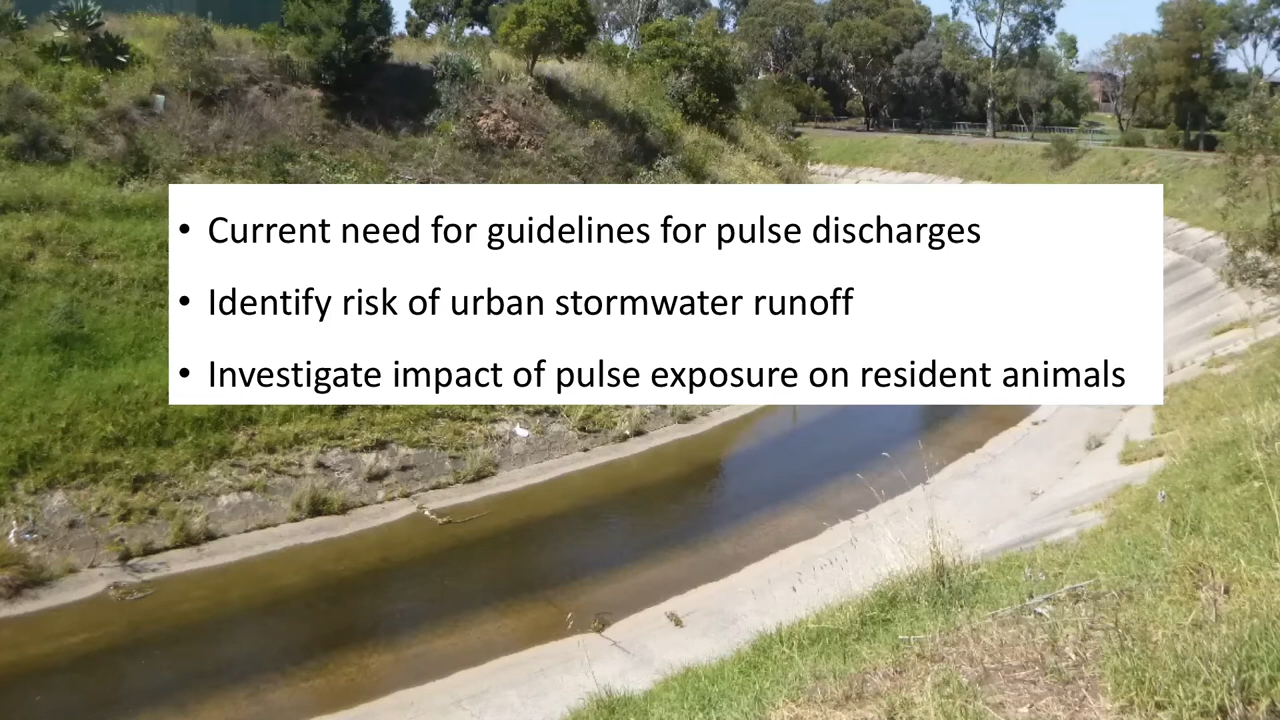 • Current need for guidelines for pulse discharges
• Identify risk of urban stormwater runoff
• Investigate impact of pulse exposure on resident animals